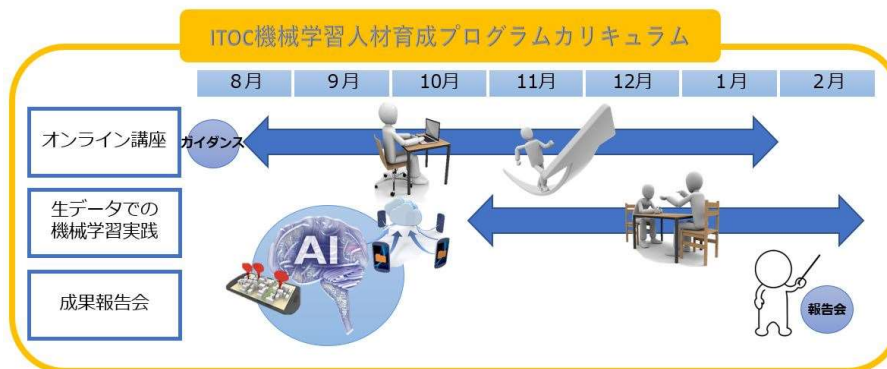 ITOC機械学習人材育成プログラムカリキュラム
8月 9月 10月 11月 12月 1月 2月
オンライン講座
ガイダンス
生データでの
機械学習実践
AI
成果報告会
報告会